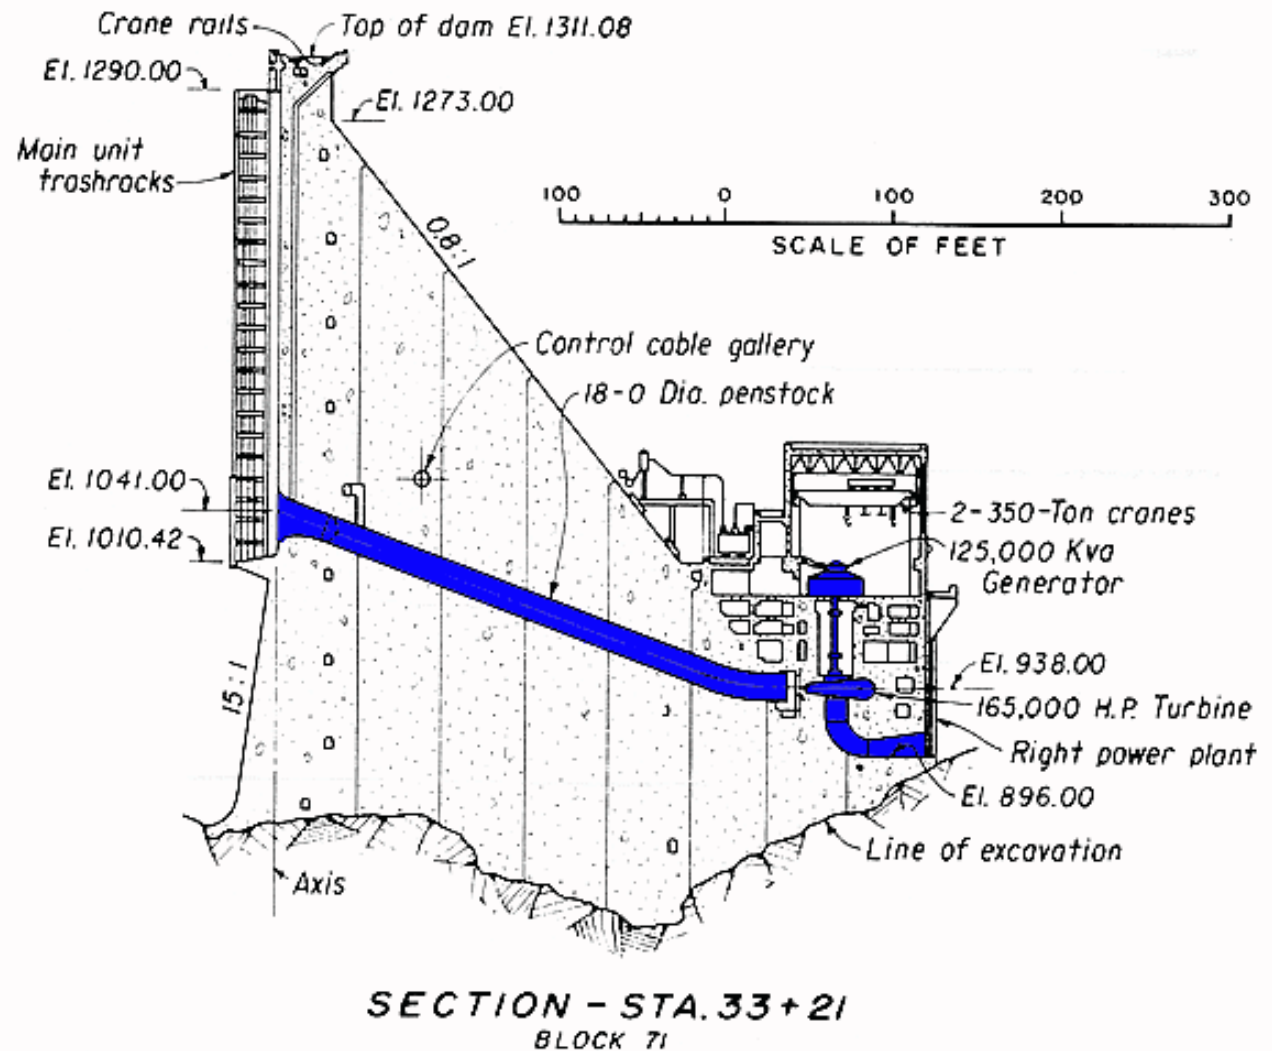 Crane rails
Top of dam El. 1311.08
El. 1290.00
El. 1273.00
Main unit
trashracks
100 0 100 200 300
SCALE OF FEET
0.8:1
Control cable gallery
18-0 Dia. penstock
El. 1041.00
El. 1010.42
2-350-Ton cranes
125,000 Kva
Generator
.15:1
El. 938.00
165,000 H.P. Turbine
Right power plant
El. 896.00
Line of excavation
Axis
SECTION - STA. 33+21
BLOCK 71